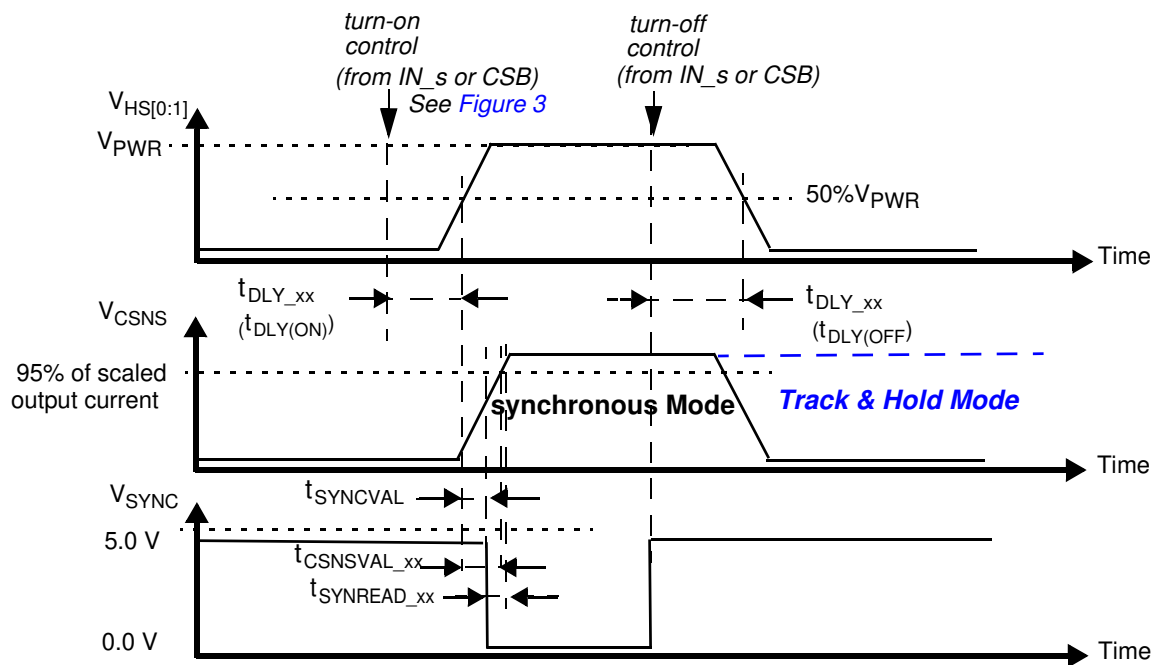 turn-on
control
(from IN_s or CSB)
See Figure 3
turn-off
control
(from IN_s or CSB)
VHS[0:1]
VPWR
50%VPWR
Time
tDLY_xx
(tDLY(ON))
tDLY_xx
(tDLY(OFF)
VCSNS
95% of scaled
output current
synchronous Mode
Track & Hold Mode
Time
tSYNCVAL
VSYNC
5.0 V
tCSNSVAL_xx
tSYNREAD_xx
0.0 V
Time